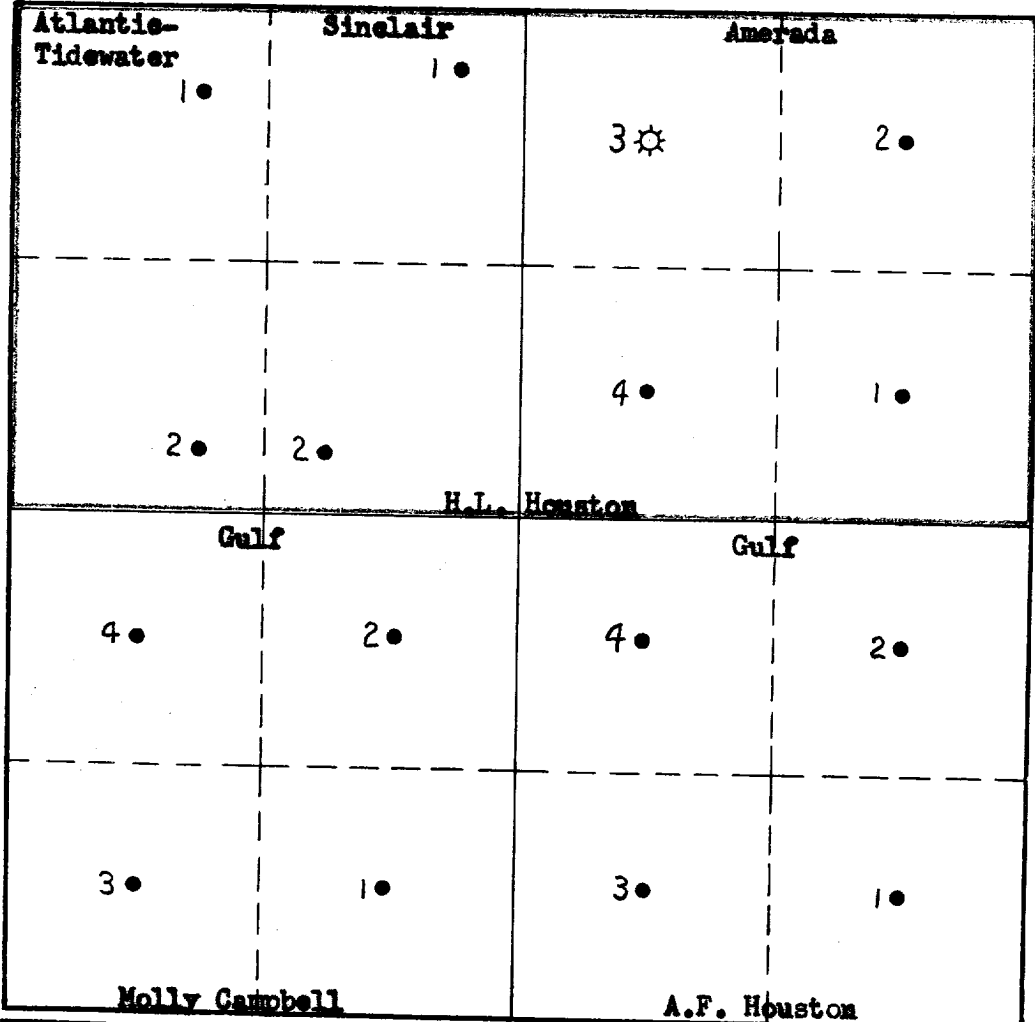 Atlantic-
Tidewater
Sinclair
Amerada
1
1
3
2
4
1
2
2
H.L. Houston
Gulf
Gulf
4
2
4
2
3
1
3
1
Molly Campbell
A.F. Houston